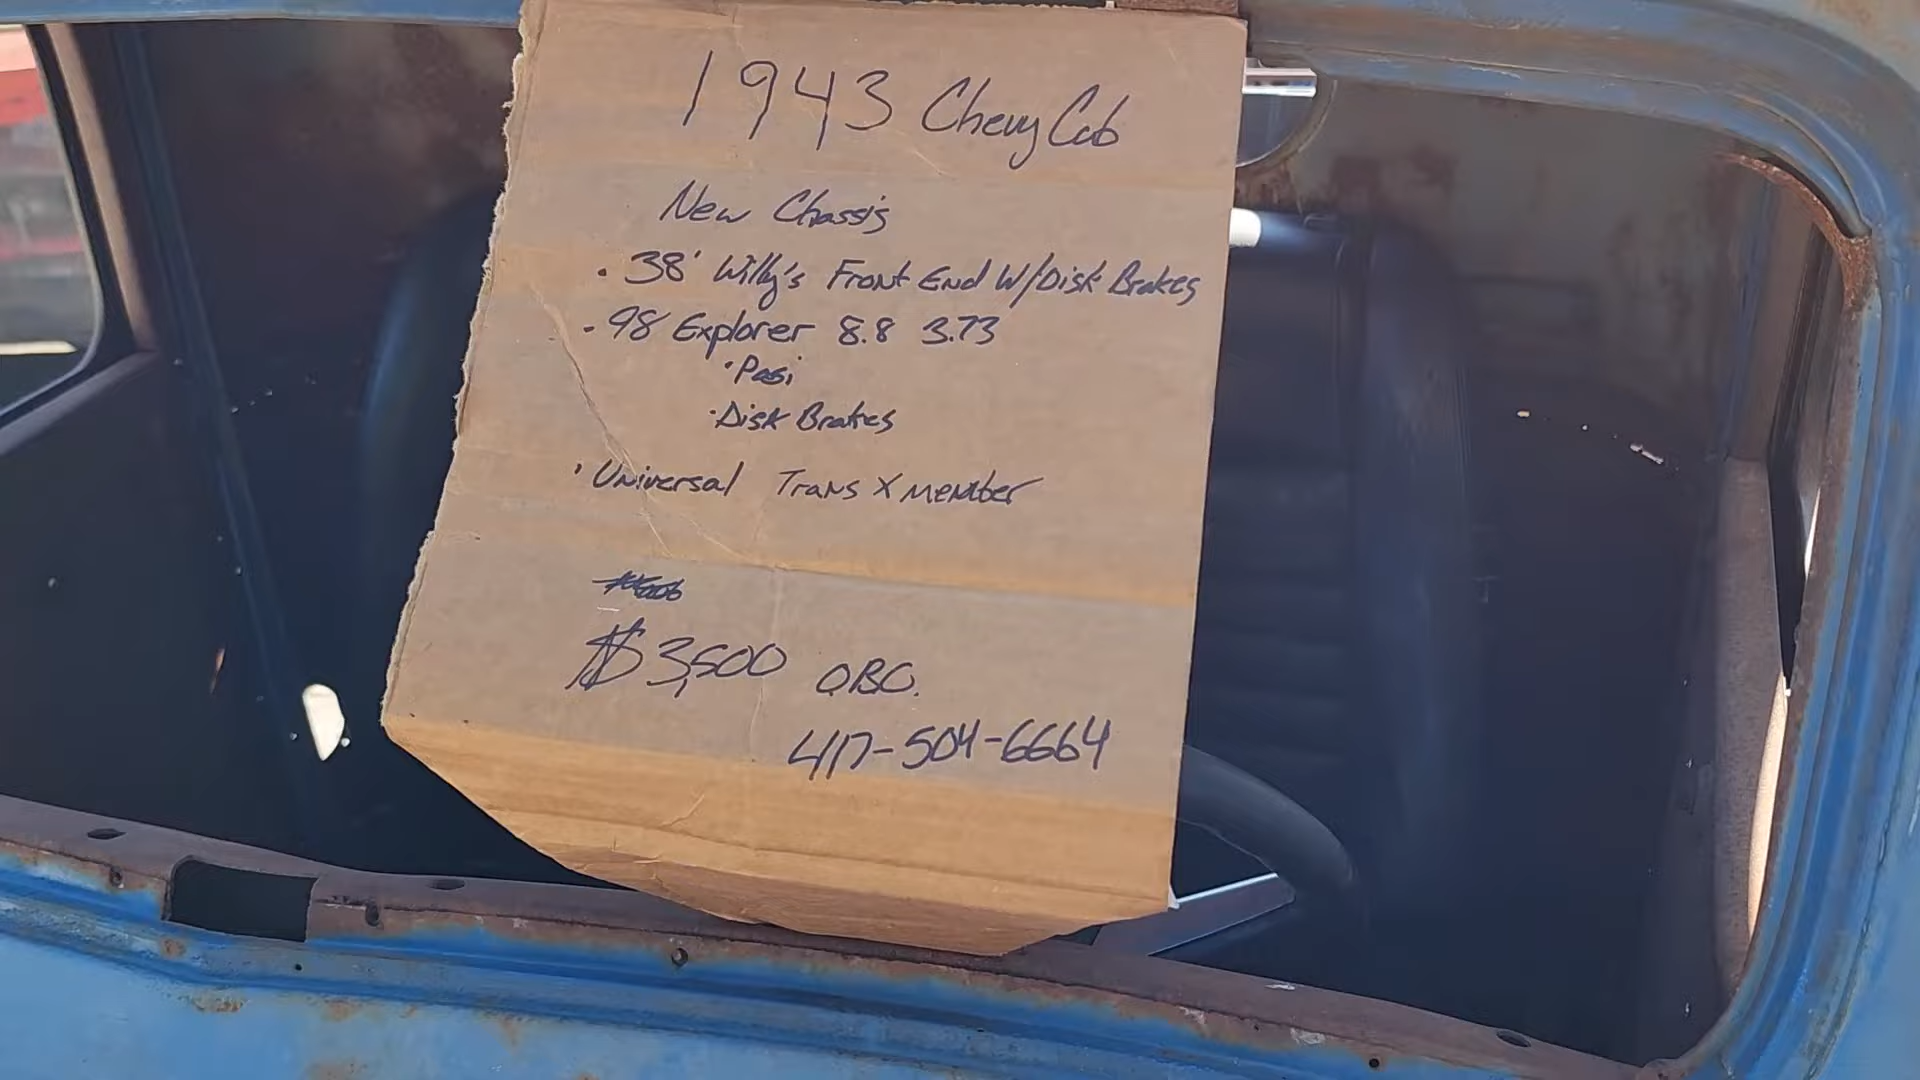 1943 Chevy Cab
New Chassis
• 38' Willy's Front End W/Disk Brakes
- 98 Explorer 8.8 3.73
• Posi
• Disk Brakes
• Universal Trans X member
$3,500 OBO.
417-504-6664